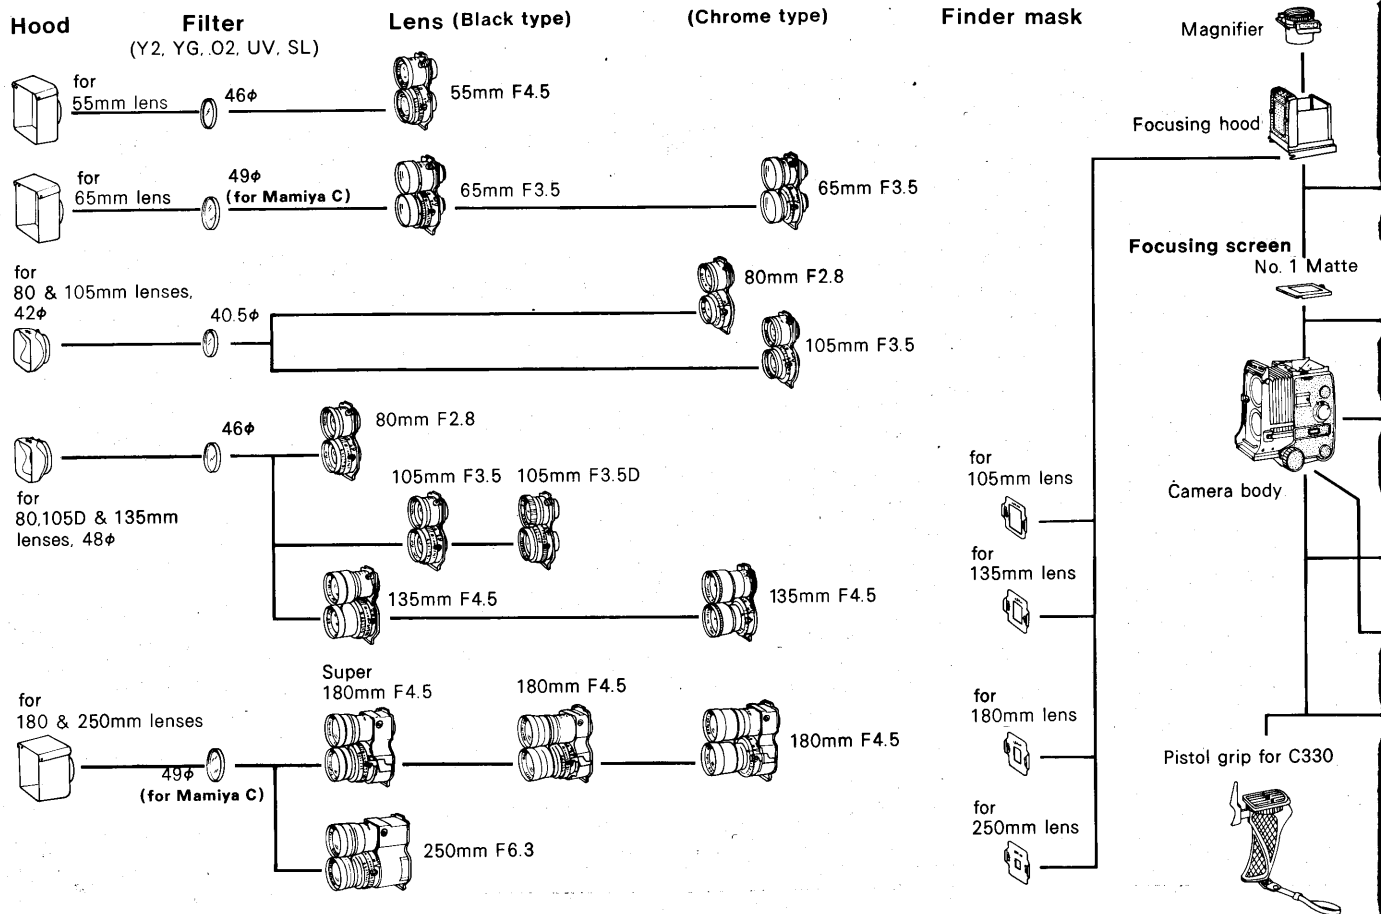 Hood
Filter
(Y2, YG, O2, UV, SL)
Lens (Black type)
(Chrome type)
Finder mask
Magnifier
for
55mm lens
46φ
55mm F4.5
Focusing hood
for
65mm lens
49φ
(for Mamiya C)
65mm F3.5
65mm F3.5
Focusing screen
No. 1 Matte
for
80 & 105mm lenses,
42φ
40.5φ
80mm F2.8
105mm F3.5
46φ
80mm F2.8
for
80,105D & 135mm
lenses, 48φ
105mm F3.5
105mm F3.5D
135mm F4.5
135mm F4.5
for
105mm lens
Camera body
for
135mm lens
for
180 & 250mm lenses
49φ
(for Mamiya C)
Super
180mm F4.5
180mm F4.5
180mm F4.5
250mm F6.3
for
180mm lens
for
250mm lens
Pistol grip for C330